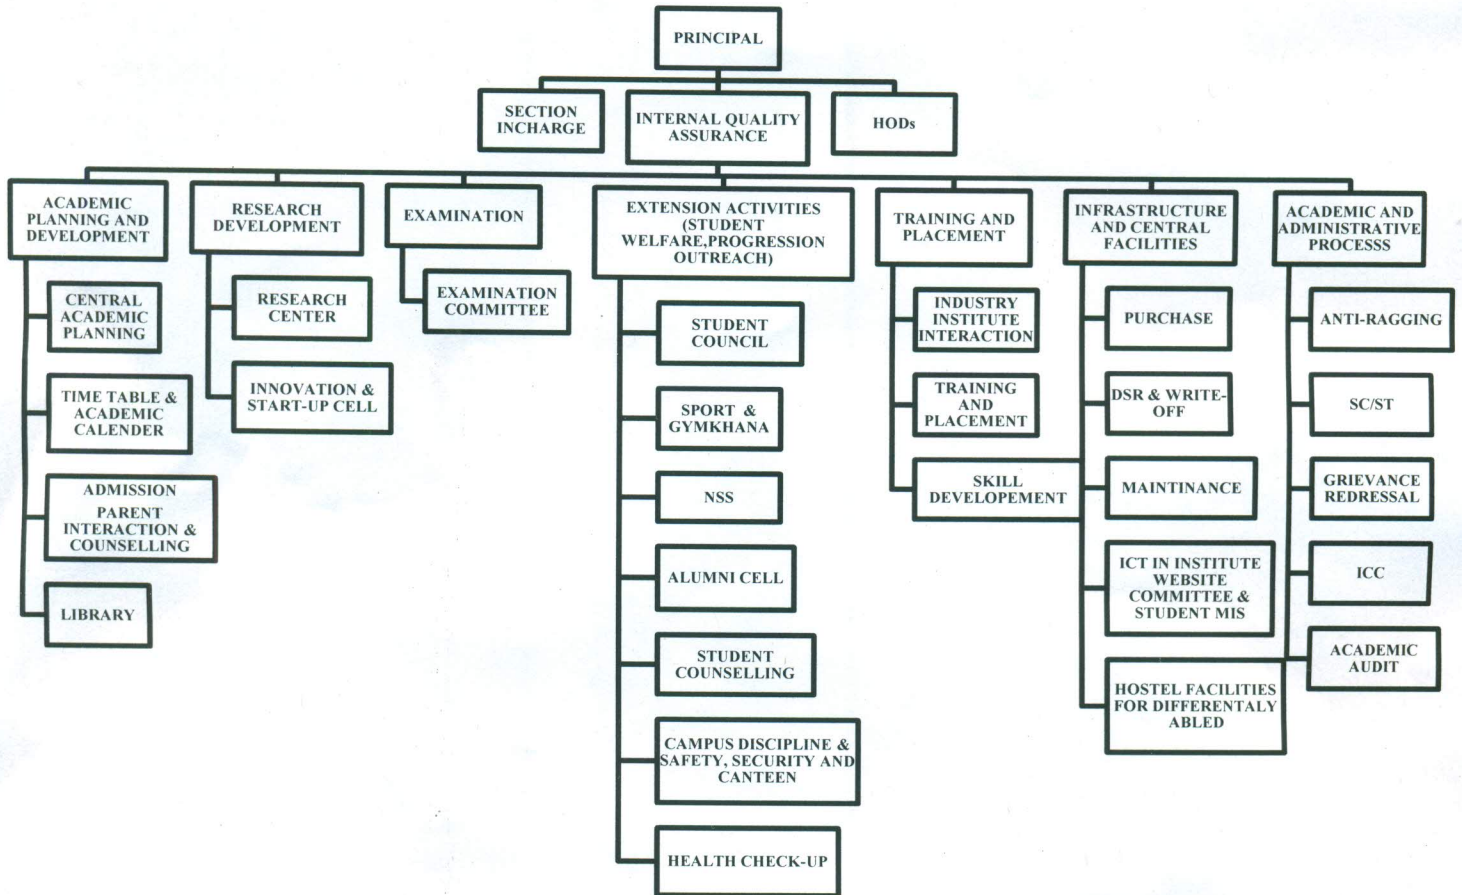 PRINCIPAL
SECTION
INCHARGE
INTERNAL QUALITY
ASSURANCE
HODs
ACADEMIC
PLANNING AND
DEVELOPMENT
CENTRAL
ACADEMIC
PLANNING
TIME TABLE &
ACADEMIC
CALENDER
ADMISSION
PARENT
INTERACTION &
COUNSELLING
LIBRARY
RESEARCH
DEVELOPMENT
RESEARCH
CENTER
INNOVATION &
START-UP CELL
EXAMINATION
EXAMINATION
COMMITTEE
EXTENSION ACTIVITIES
(STUDENT
WELFARE,PROGRESSION
OUTREACH)
STUDENT
COUNCIL
SPORT &
GYMKHANA
NSS
ALUMNI CELL
STUDENT
COUNSELLING
CAMPUS DISCIPLINE &
SAFETY, SECURITY AND
CANTEEN
HEALTH CHECK-UP
TRAINING AND
PLACEMENT
INDUSTRY
INSTITUTE
INTERACTION
TRAINING
AND
PLACEMENT
SKILL
DEVELOPEMENT
INFRASTRUCTURE
AND CENTRAL
FACILITIES
PURCHASE
DSR & WRITE-
OFF
MAINTINANCE
ICT IN INSTITUTE
WEBSITE
COMMITTEE &
STUDENT MIS
HOSTEL FACILITIES
FOR DIFFERENTALY
ABLED
ACADEMIC AND
ADMINISTRATIVE
PROCESSS
ANTI-RAGGING
SC/ST
GRIEVANCE
REDRESSAL
ICC
ACADEMIC
AUDIT